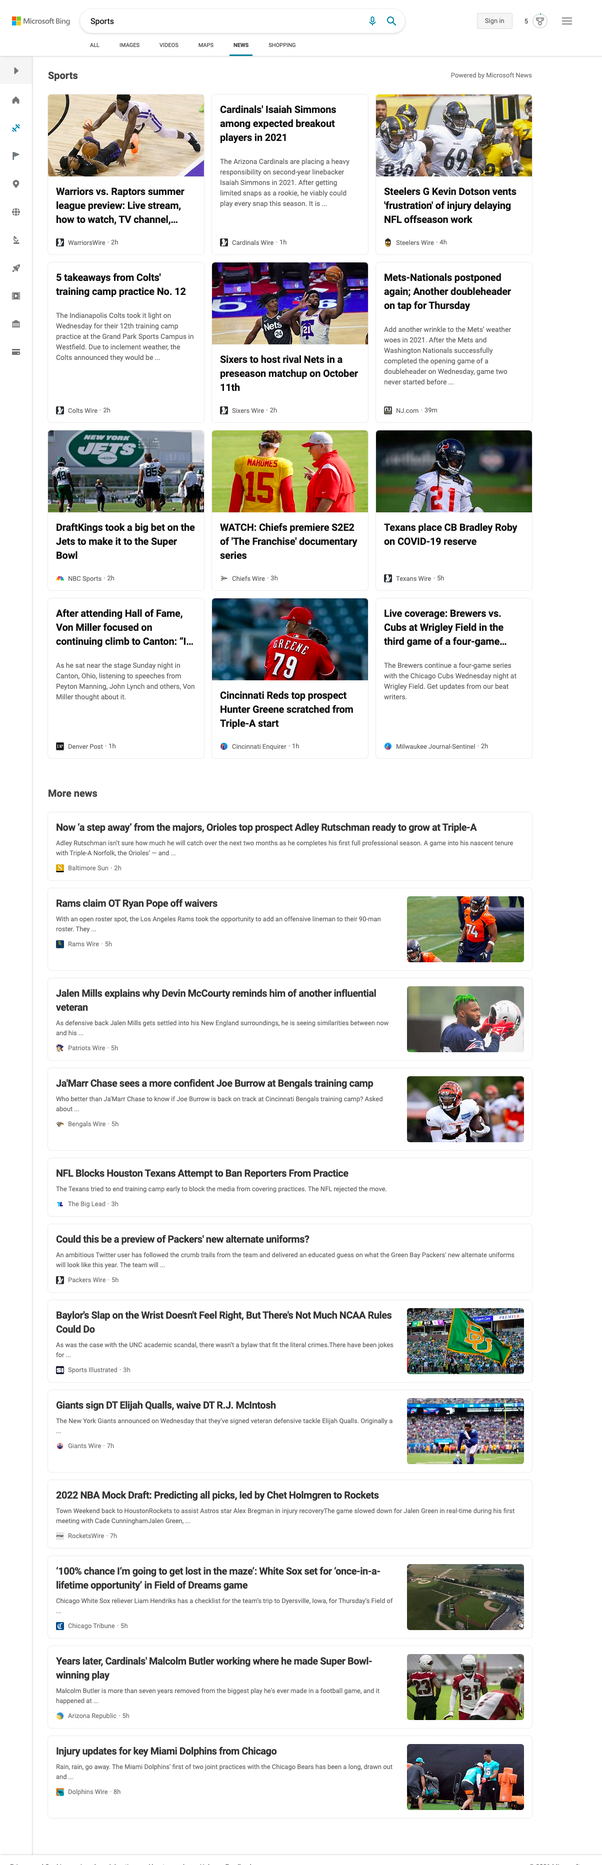 Microsoft Bing
Sports
Sign in
5
ALL
IMAGES
VIDEOS
MAPS
NEWS
SHOPPING
Sports
Powered by Microsoft News
Warriors vs. Raptors summer
league preview: Live stream,
how to watch, TV channel,...
WarriorsWire · 2h
Cardinals' Isaiah Simmons
among expected breakout
players in 2021
The Arizona Cardinals are placing a heavy
responsibility on second-year linebacker
Isaiah Simmons in 2021. After getting
limited snaps as a rookie, he viably could
play every snap this season. It is ...
Cardinals Wire · 1h
69
Steelers G Kevin Dotson vents
'frustration' of injury delaying
NFL offseason work
Steelers Wire · 4h
5 takeaways from Colts'
training camp practice No. 12
The Indianapolis Colts took it light on
Wednesday for their 12th training camp
practice at the Grand Park Sports Campus in
Westfield. Due to inclement weather, the
Colts announced they would be ...
Colts Wire · 2h
Nets
21
Sixers to host rival Nets in a
preseason matchup on October
11th
Sixers Wire · 2h
Mets-Nationals postponed
again; Another doubleheader
on tap for Thursday
Add another wrinkle to the Mets' weather
woes in 2021. After the Mets and
Washington Nationals successfully
completed the opening game of a
doubleheader on Wednesday, game two
never started before ...
NJ.com · 39m
NEW YORK
JETS
85
DraftKings took a big bet on the
Jets to make it to the Super
Bowl
NBC Sports · 2h
MAHOMES
15
WATCH: Chiefs premiere S2E2
of 'The Franchise' documentary
series
Chiefs Wire · 3h
21
Texans place CB Bradley Roby
on COVID-19 reserve
Texans Wire · 5h
After attending Hall of Fame,
Von Miller focused on
continuing climb to Canton: “I...
As he sat near the stage Sunday night in
Canton, Ohio, listening to speeches from
Peyton Manning, John Lynch and others, Von
Miller thought about it.
Denver Post · 1h
GREENE
79
Cincinnati Reds top prospect
Hunter Greene scratched from
Triple-A start
Cincinnati Enquirer · 1h
Live coverage: Brewers vs.
Cubs at Wrigley Field in the
third game of a four-game...
The Brewers continue a four-game series
with the Chicago Cubs Wednesday night at
Wrigley Field. Get updates from our beat
writers.
Milwaukee Journal-Sentinel · 2h
More news
Now ‘a step away’ from the majors, Orioles top prospect Adley Rutschman ready to grow at Triple-A
Adley Rutschman isn't sure how much he will catch over the next two months as he completes his first full professional season. A game into his nascent tenure
with Triple-A Norfolk, the Orioles' — and ...
Baltimore Sun · 2h
Rams claim OT Ryan Pope off waivers
With an open roster spot, the Los Angeles Rams took the opportunity to add an offensive lineman to their 90-man
roster. They ...
Rams Wire · 5h
74
Jalen Mills explains why Devin McCourty reminds him of another influential
veteran
As defensive back Jalen Mills gets settled into his New England surroundings, he is seeing similarities between now
and his ...
Patriots Wire · 5h
Ja'Marr Chase sees a more confident Joe Burrow at Bengals training camp
Who better than Ja'Marr Chase to know if Joe Burrow is back on track at Cincinnati Bengals training camp? Asked
about ...
Bengals Wire · 5h
NFL Blocks Houston Texans Attempt to Ban Reporters From Practice
The Texans tried to end training camp early to block the media from covering practices. The NFL rejected the move.
The Big Lead · 3h
Could this be a preview of Packers' new alternate uniforms?
An ambitious Twitter user has followed the crumb trails from the team and delivered an educated guess on what the Green Bay Packers' new alternate uniforms
will look like this year. The team will ...
Packers Wire · 5h
Baylor's Slap on the Wrist Doesn't Feel Right, But There's Not Much NCAA Rules
Could Do
As was the case with the UNC academic scandal, there wasn't a bylaw that fit the literal crimes.There have been jokes
for ...
Sports Illustrated · 3h
PREMIER
BU
Giants sign DT Elijah Qualls, waive DT R.J. McIntosh
The New York Giants announced on Wednesday that they've signed veteran defensive tackle Elijah Qualls. Originally a
...
Giants Wire · 7h
2022 NBA Mock Draft: Predicting all picks, led by Chet Holmgren to Rockets
Town Weekend back to HoustonRockets to assist Astros star Alex Bregman in injury recoveryThe game slowed down for Jalen Green in real-time during his first
meeting with Cade CunninghamJalen Green, ...
RocketsWire · 7h
‘100% chance I’m going to get lost in the maze’: White Sox set for ‘once-in-a-
lifetime opportunity’ in Field of Dreams game
Chicago White Sox reliever Liam Hendriks has a checklist for the team's trip to Dyersville, Iowa, for Thursday's Field of
...
Chicago Tribune · 5h
Years later, Cardinals' Malcolm Butler working where he made Super Bowl-
winning play
Malcolm Butler is more than seven years removed from the biggest play he's ever made in a football game, and it
happened at ...
Arizona Republic · 5h
23
21
Injury updates for key Miami Dolphins from Chicago
Rain, rain, go away. The Miami Dolphins' first of two joint practices with the Chicago Bears has been a long, drawn out
and ...
Dolphins Wire · 8h